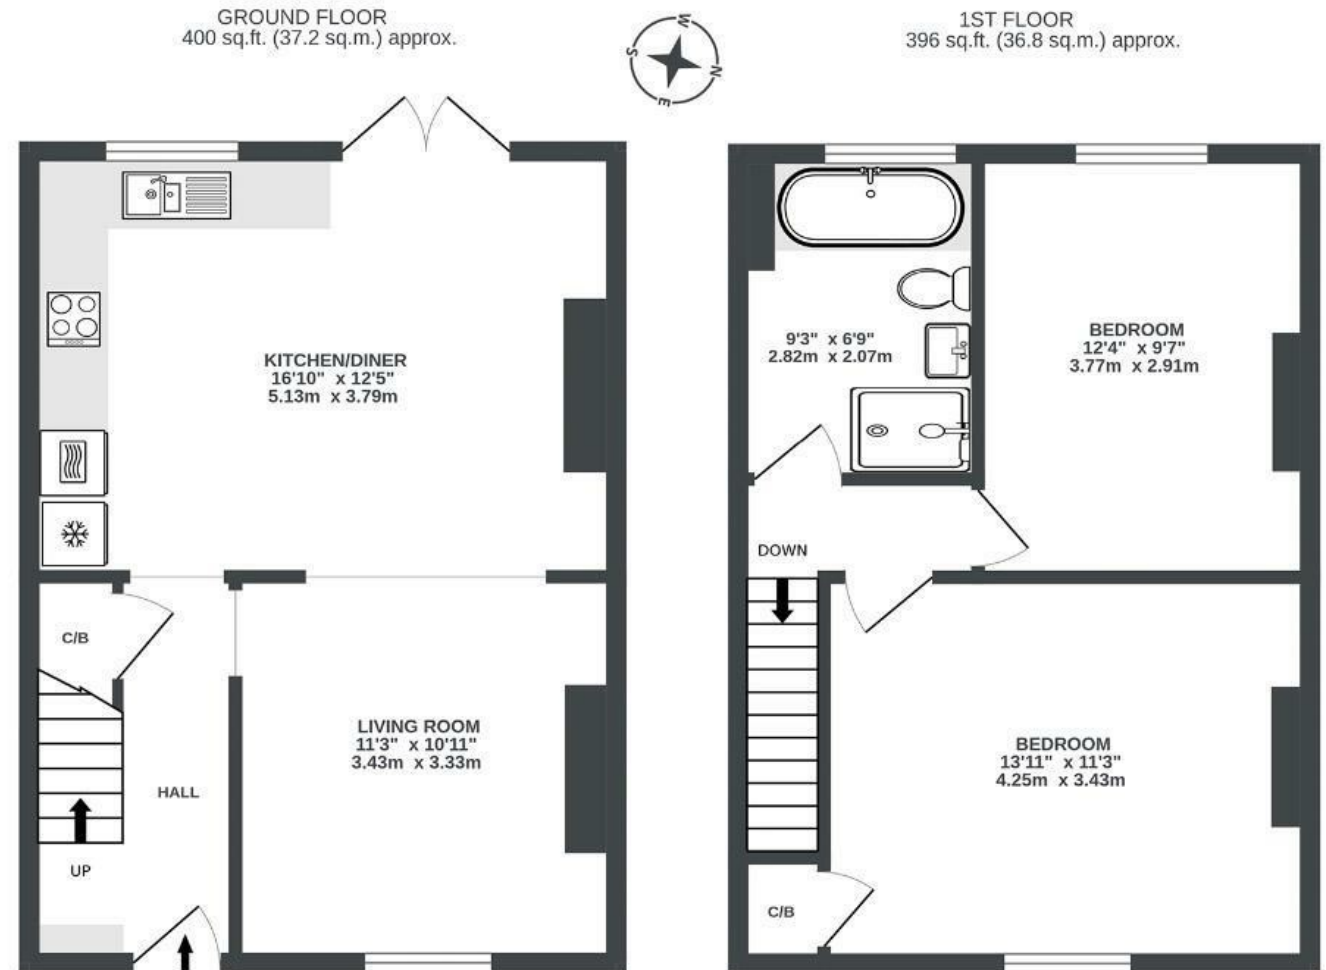 GROUND FLOOR
400 sq.ft. (37.2 sq.m.) approx.
W
S
N
E
1ST FLOOR
396 sq.ft. (36.8 sq.m.) approx.
KITCHEN/DINER
16'10" x 12'5"
5.13m x 3.79m
C/B
LIVING ROOM
11'3" x 10'11"
3.43m x 3.33m
HALL
UP
9'3" x 6'9"
2.82m x 2.07m
BEDROOM
12'4" x 9'7"
3.77m x 2.91m
DOWN
BEDROOM
13'11" x 11'3"
4.25m x 3.43m
C/B